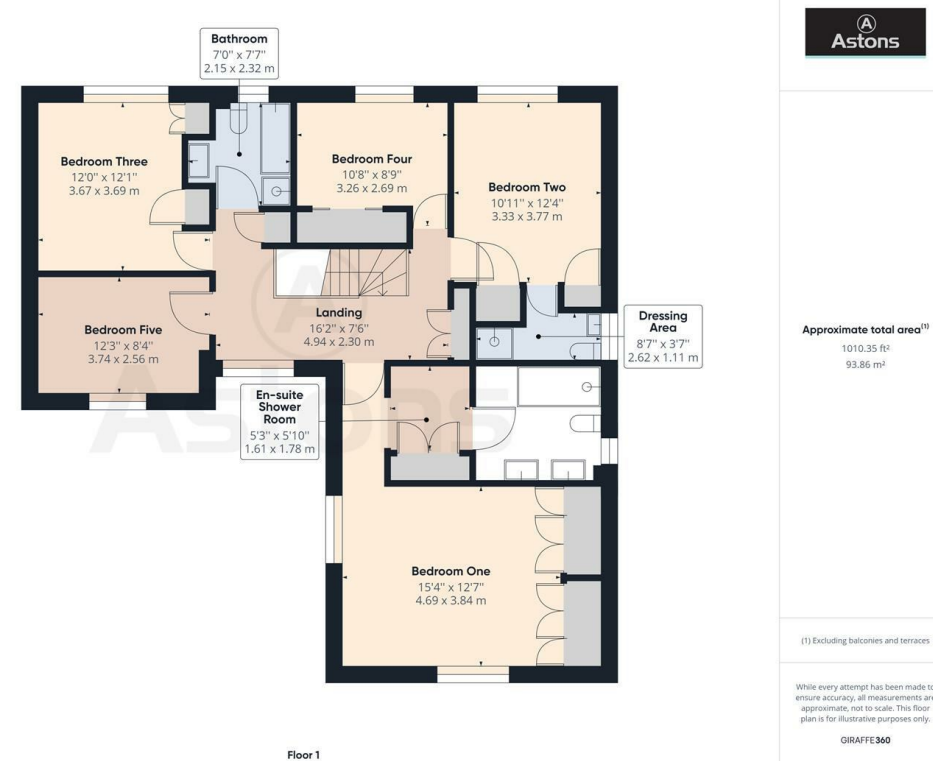 Bathroom
7'0" x 7'7"
2.15 x 2.32 m
Bedroom Three
12'0" x 12'1"
3.67 x 3.69 m
Bedroom Four
10'8" x 8'9"
3.26 x 2.69 m
Bedroom Two
10'11" x 12'4"
3.33 x 3.77 m
Bedroom Five
12'3" x 8'4"
3.74 x 2.56 m
Landing
16'2" x 7'6"
4.94 x 2.30 m
Dressing
Area
8'7" x 3'7"
2.62 x 1.11 m
En-suite
Shower
Room
5'3" x 5'10"
1.61 x 1.78 m
Bedroom One
15'4" x 12'7"
4.69 x 3.84 m
Floor 1
A
Astons
A
Astons
Approximate total area(1)
1010.35 ft²
93.86 m²
(1) Excluding balconies and terraces
While every attempt has been made to
ensure accuracy, all measurements are
approximate, not to scale. This floor
plan is for illustrative purposes only.
GIRAFFE360